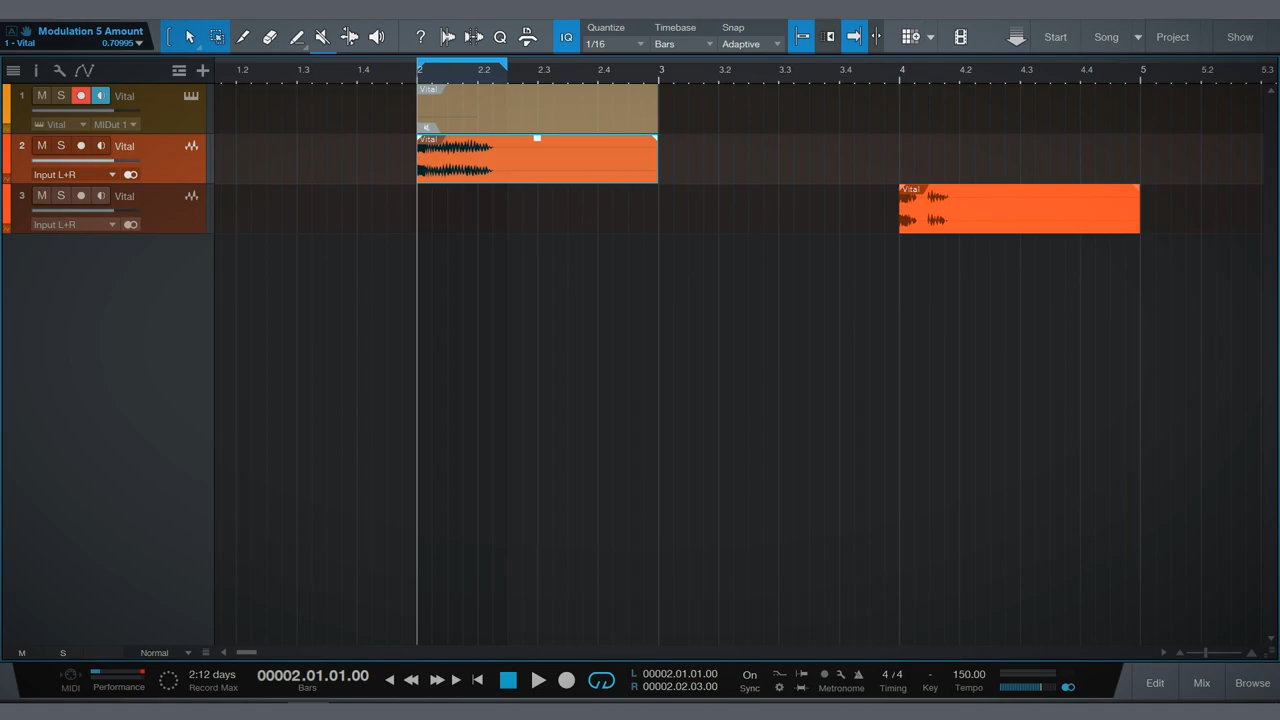 A Modulation 5 Amount
1 - Vital 0.70995
?
Q
IQ
Quantize Timebase Snap
1/16 Bars Adaptive
Start Song Project Show
1.2 1.3 1.4 2 2.2 2.3 2.4 3 3.2 3.3 3.4 4 4.2 4.3 4.4 5 5.2 5.3
1 M S Vital
Vital MIDut 1
Vital
2 M S Vital
Input L+R
Vital
3 M S Vital
Input L+R
Vital
M S Normal
MIDI
Performance
2:12 days
Record Max
00002.01.01.00
Bars
L 00002.01.01.00
R 00002.02.03.00
On
Sync
Metronome
4 / 4
Timing
-
Key
150.00
Tempo
Edit Mix Browse